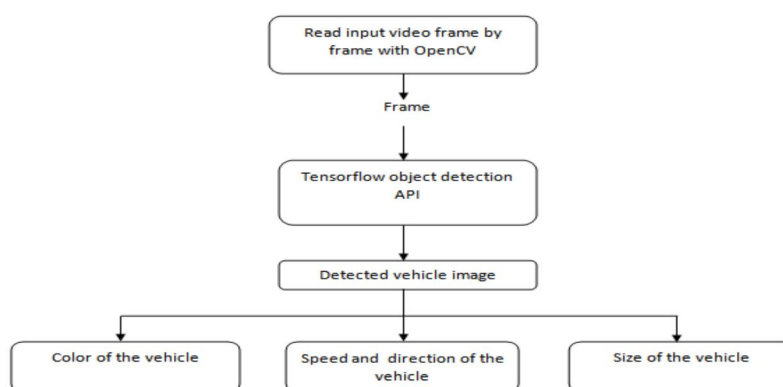 Read input video frame by
frame with OpenCV
Frame
Tensorflow object detection
API
Detected vehicle image
Color of the vehicle
Speed and direction of the
vehicle
Size of the vehicle